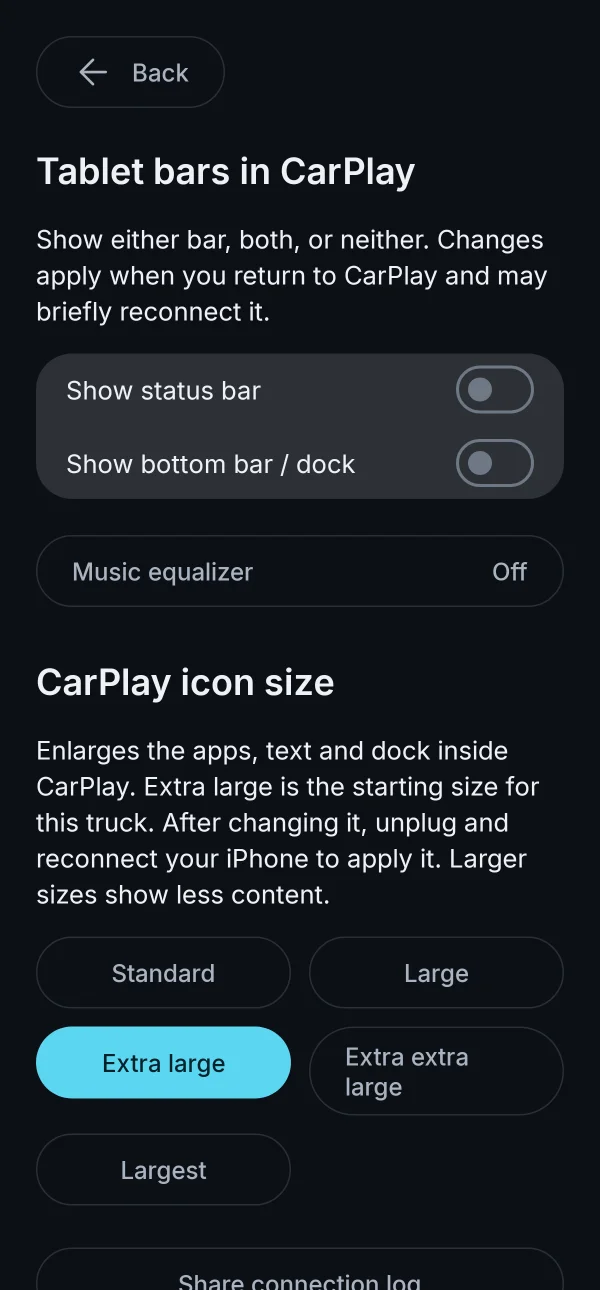 Back
Tablet bars in CarPlay
Show either bar, both, or neither. Changes
apply when you return to CarPlay and may
briefly reconnect it.
Show status bar
Show bottom bar / dock
Music equalizer Off
CarPlay icon size
Enlarges the apps, text and dock inside
CarPlay. Extra large is the starting size for
this truck. After changing it, unplug and
reconnect your iPhone to apply it. Larger
sizes show less content.
Standard Large
Extra large
Extra extra
large
Largest
Share connection log